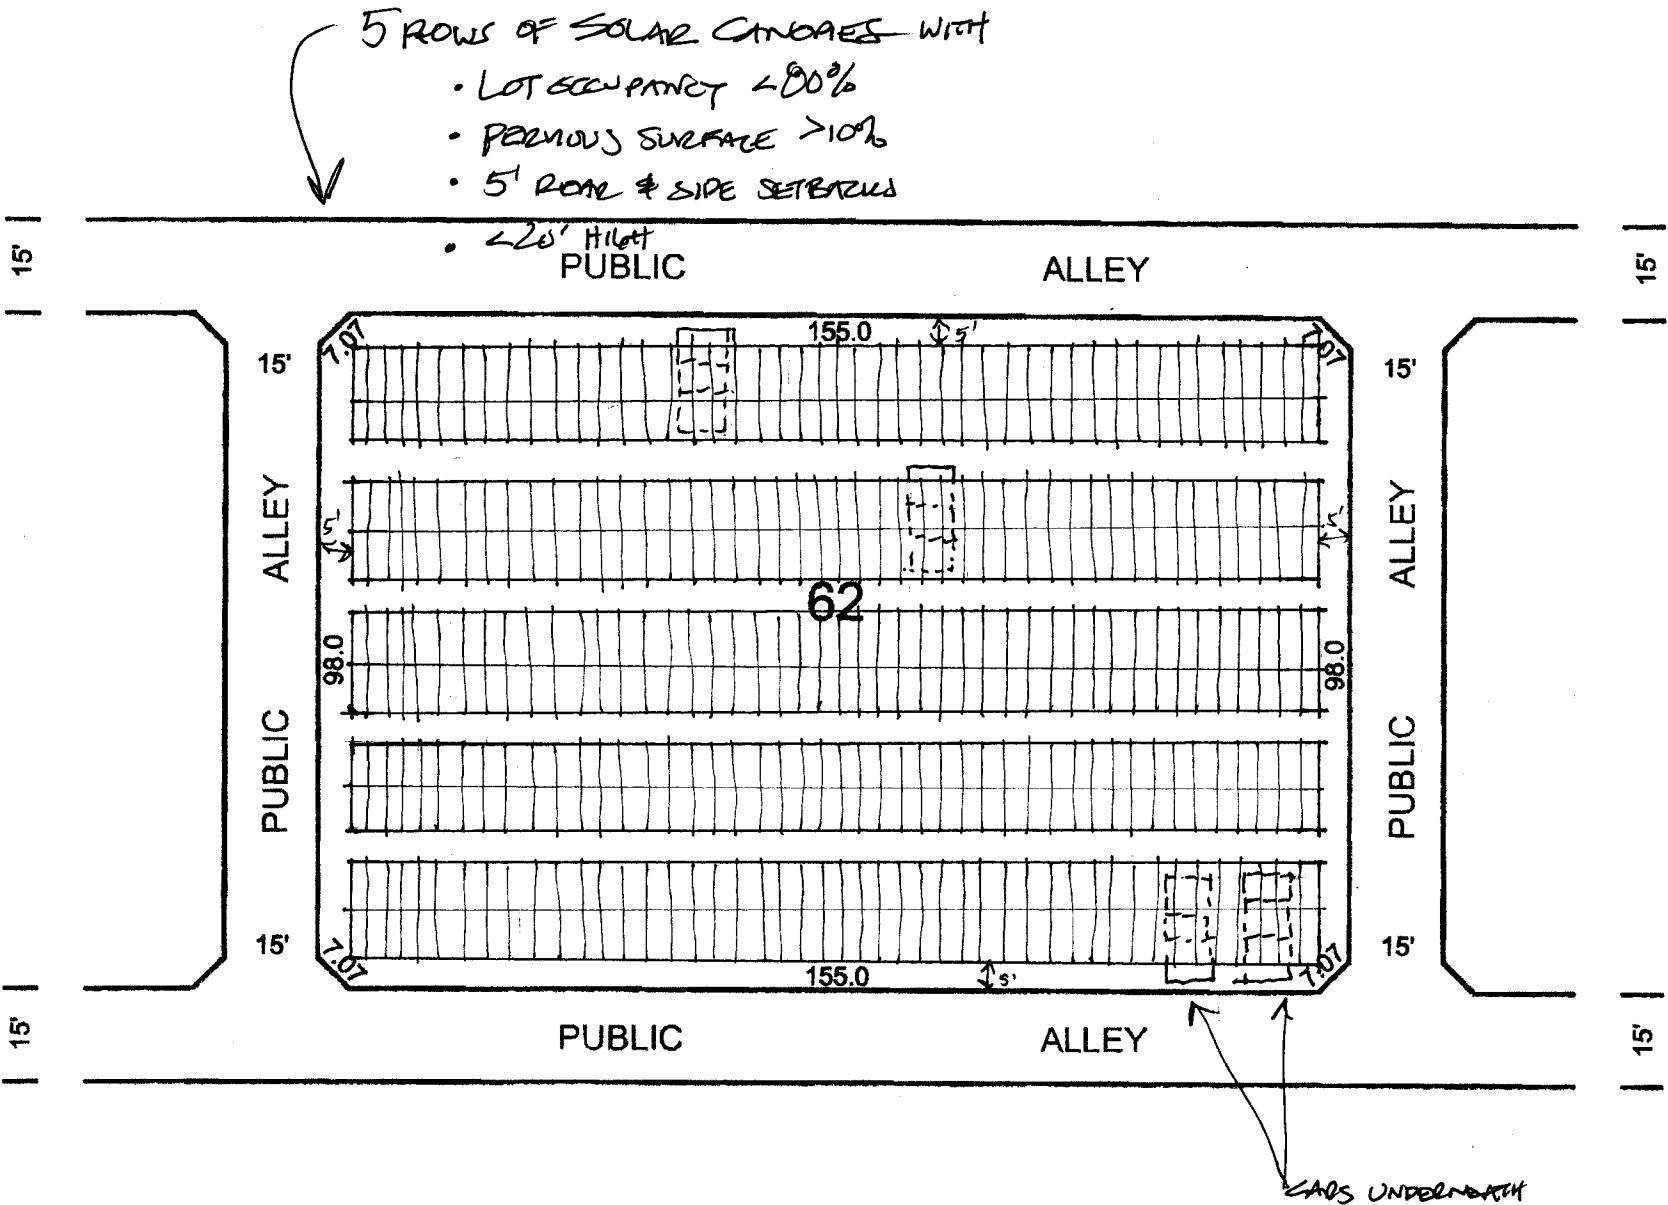 5 ROWS OF SOLAR CANOPIES WITH
• LOT OCCUPANCY <80%
• PERVIOUS SURFACE >10%
• 5' REAR & SIDE SETBACKS
• <20' HIGH
15'
PUBLIC ALLEY
15'
7.07
155.0
5'
7.07
15'
15'
ALLEY
5'
5'
ALLEY
62
98.0
98.0
PUBLIC
PUBLIC
15'
7.07
155.0
5'
7.07
15'
15'
PUBLIC ALLEY
15'
CARS UNDERNEATH